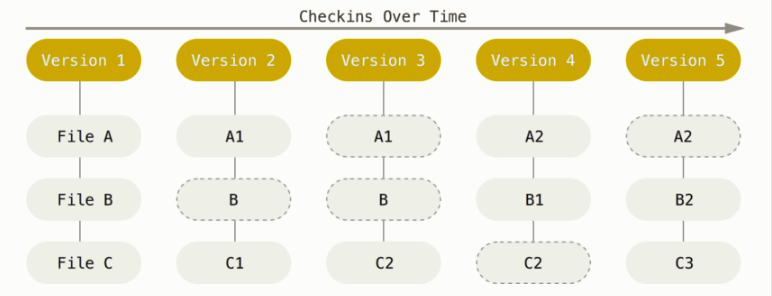 Checkins Over Time
Version 1 Version 2 Version 3 Version 4 Version 5
File A A1 A1 A2 A2
File B B B B1 B2
File C C1 C2 C2 C3